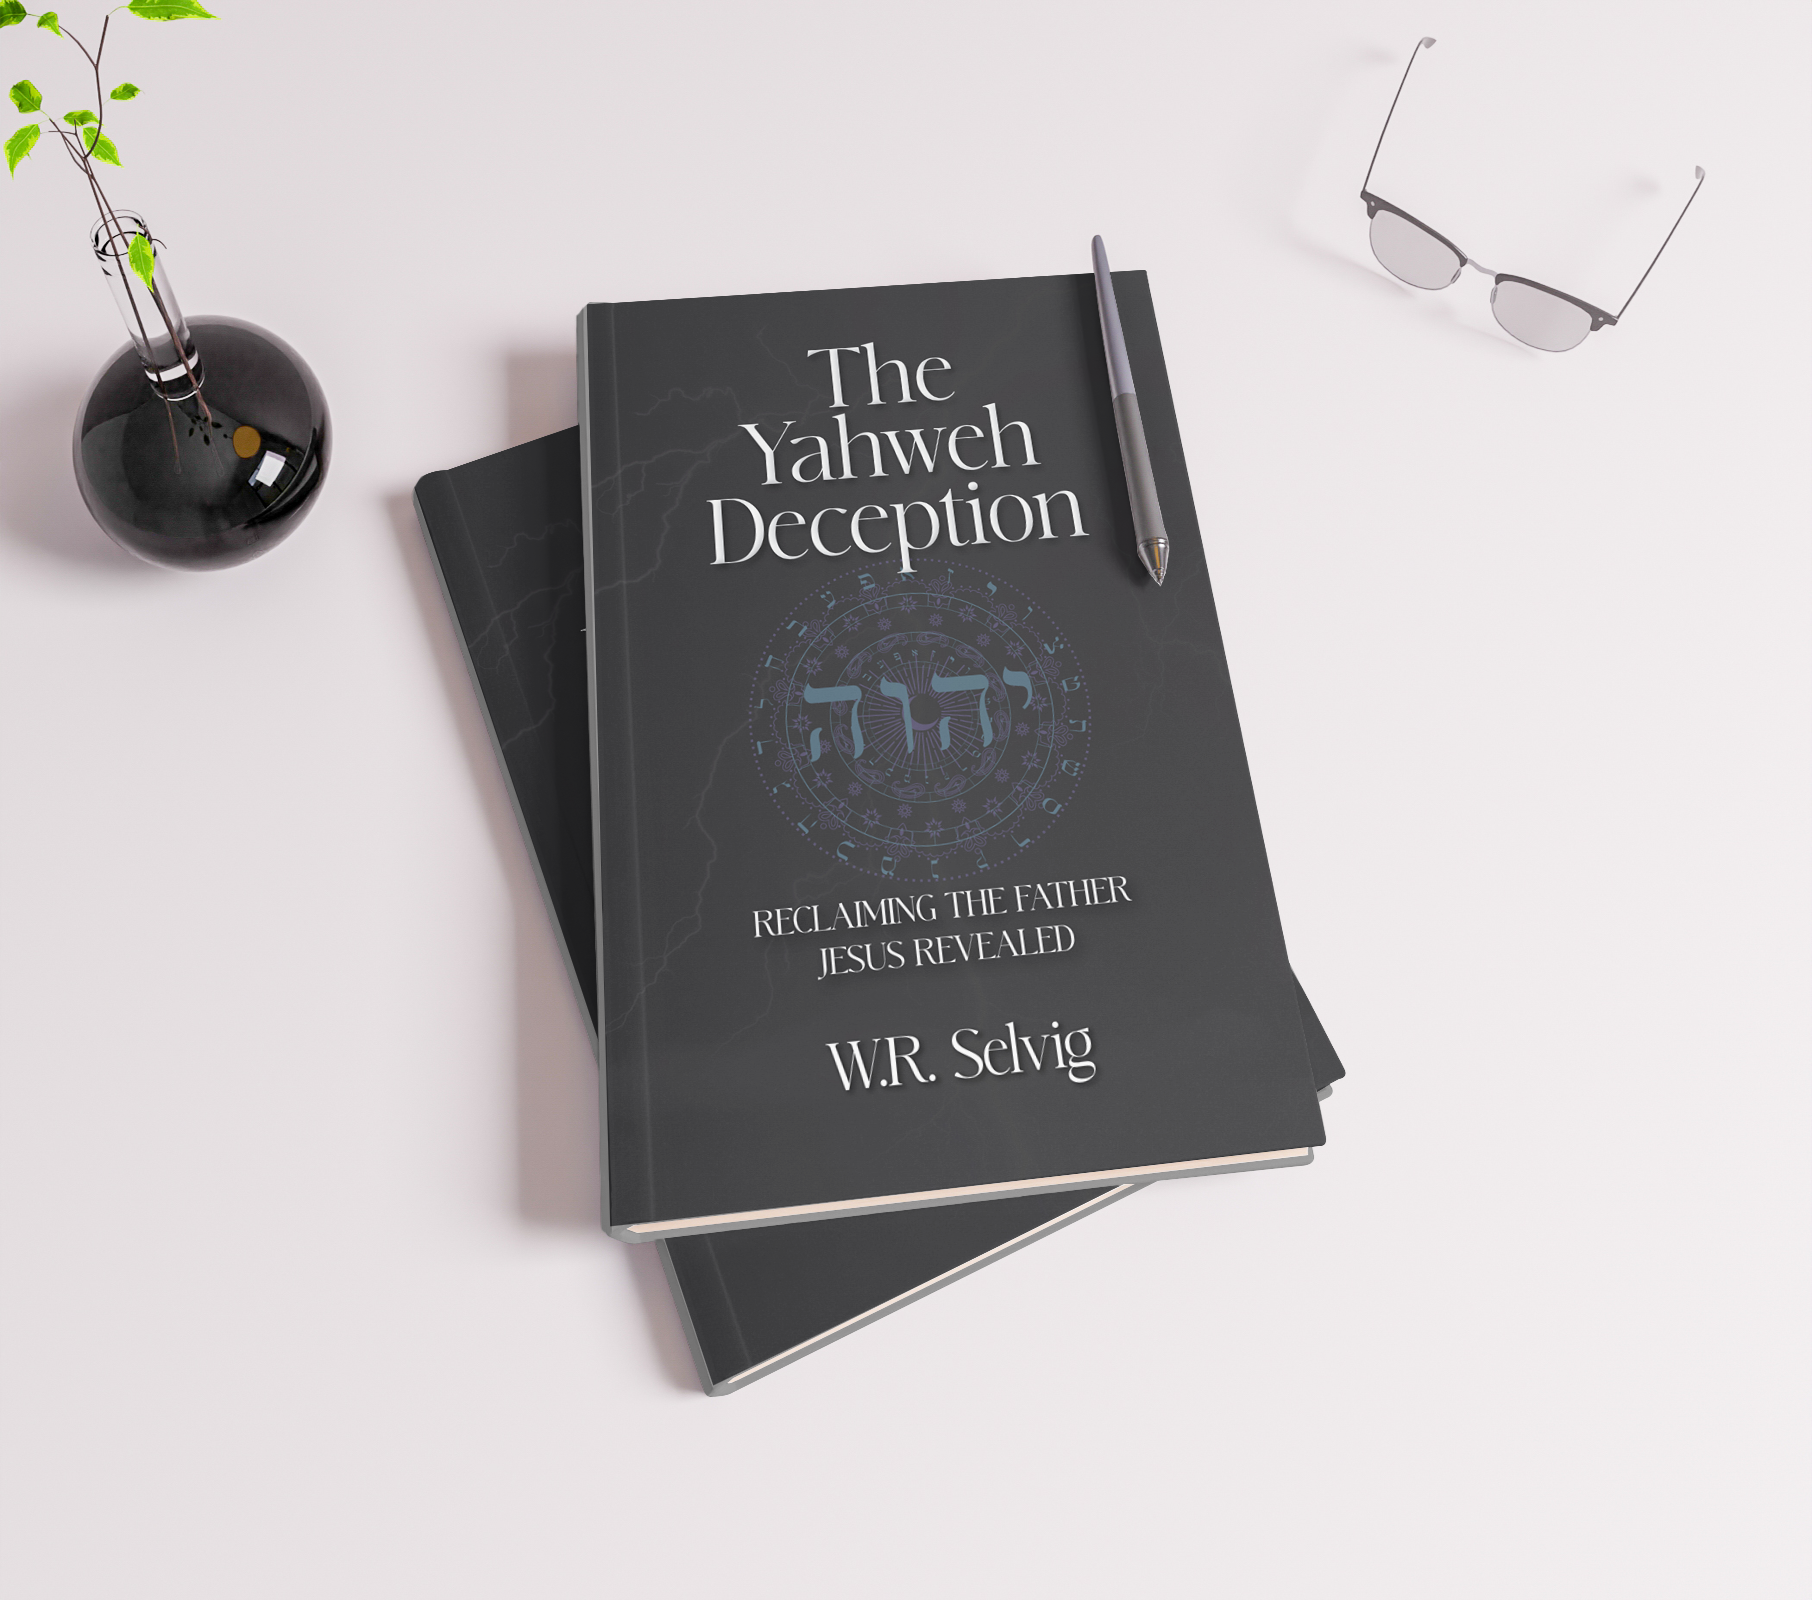 The
Yahweh
Deception
יהוה
RECLAIMING THE FATHER
JESUS REVEALED
W.R. Selvig